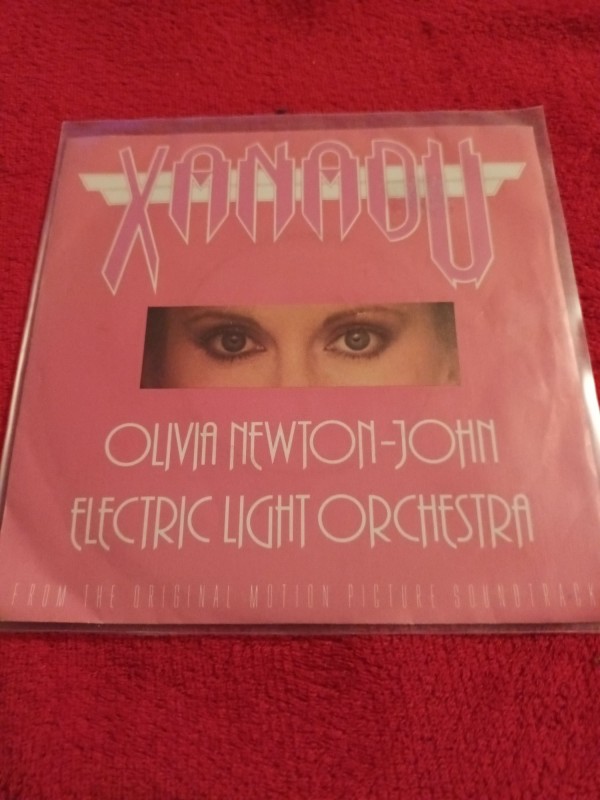 XANADU
OLIVIA NEWTON-JOHN
ELECTRIC LIGHT ORCHESTRA
FROM THE ORIGINAL MOTION PICTURE SOUNDTRACK